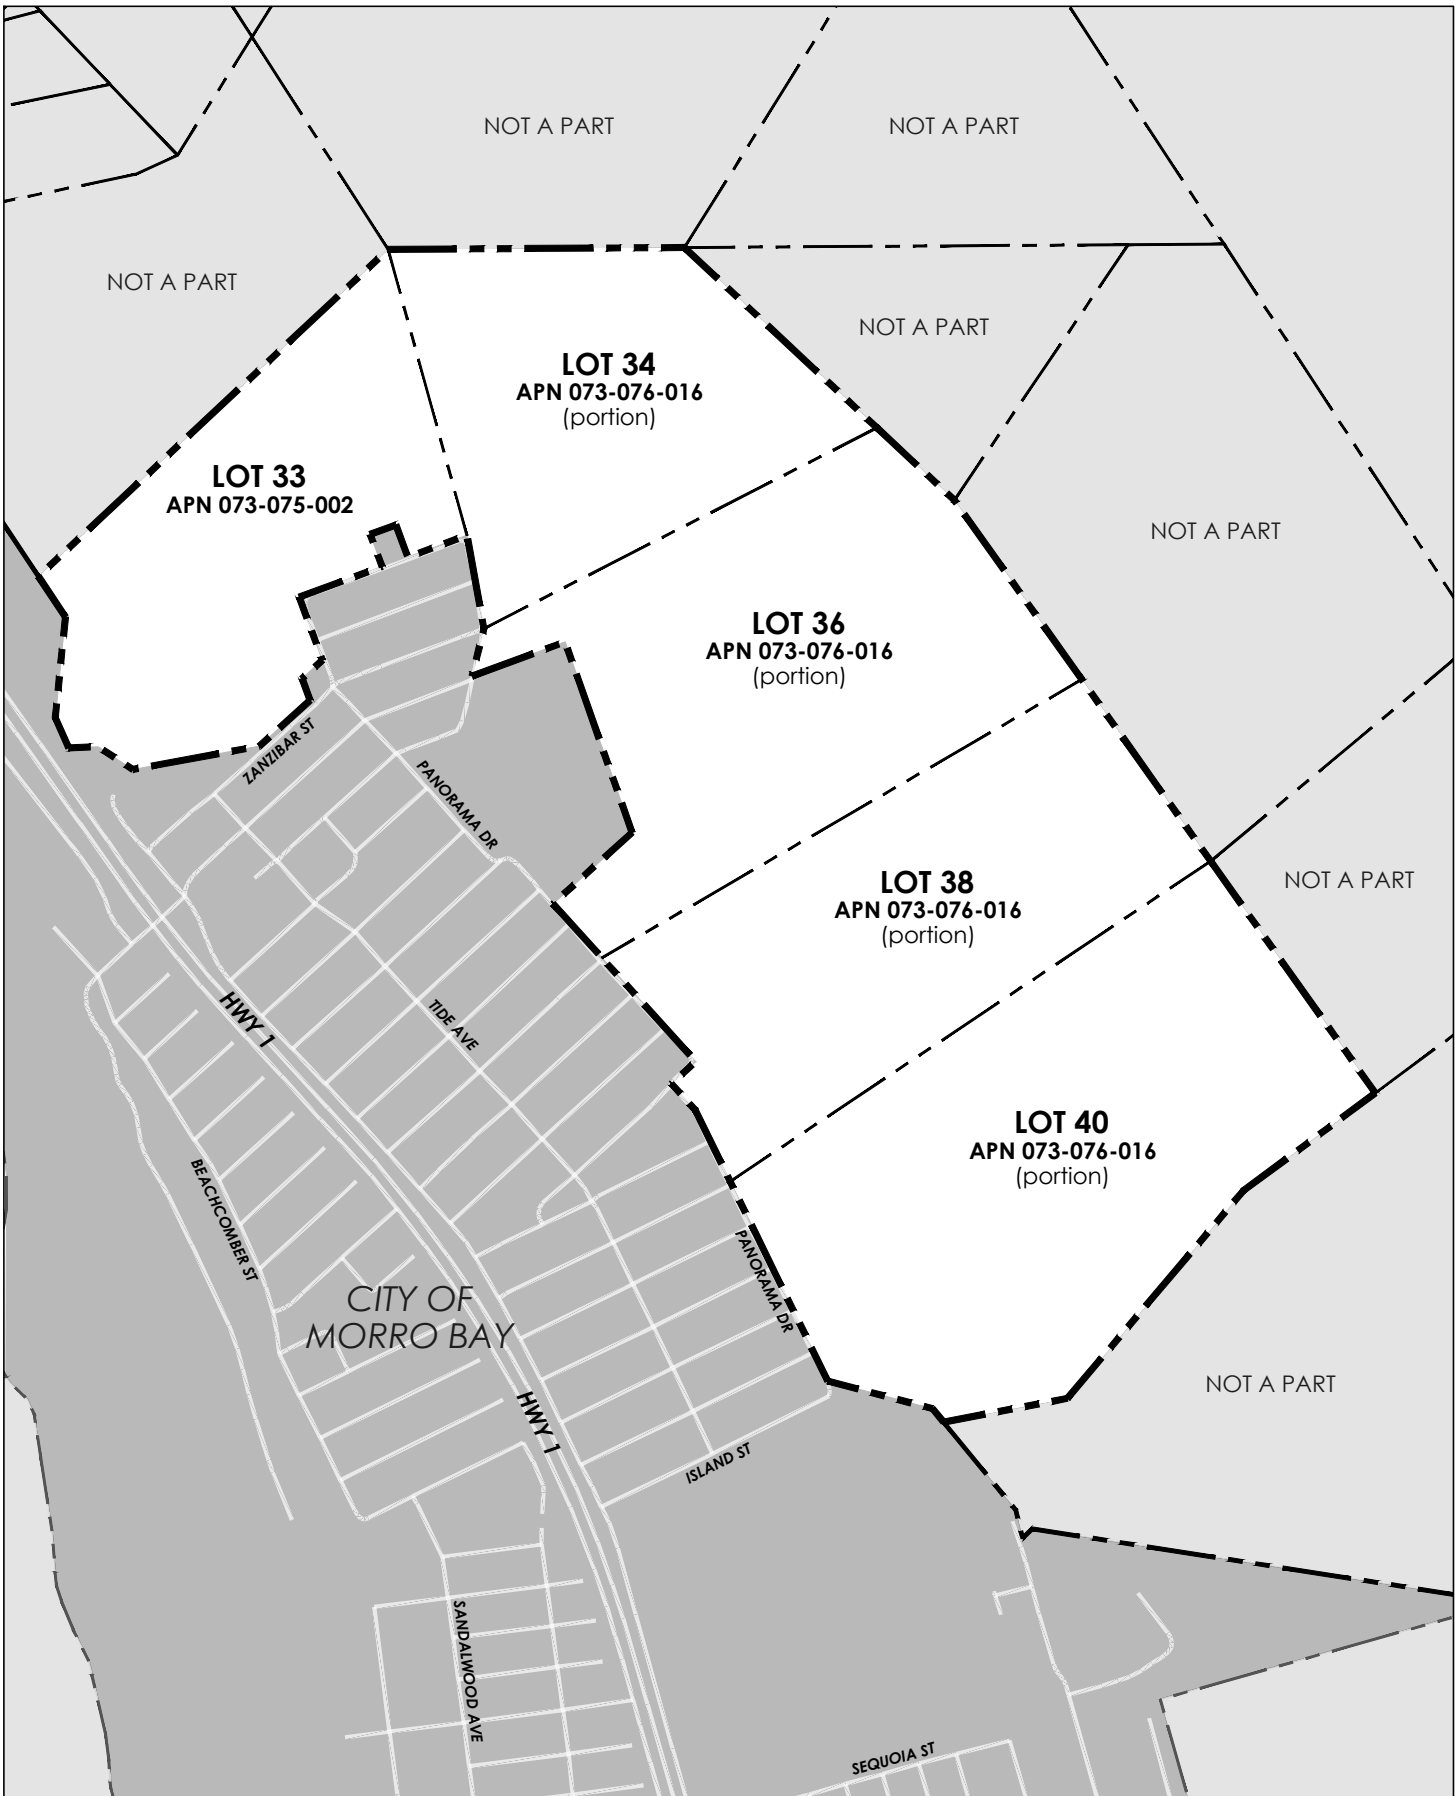 NOT A PART
NOT A PART
NOT A PART
NOT A PART
LOT 34
APN 073-076-016
(portion)
LOT 33
APN 073-075-002
NOT A PART
LOT 36
APN 073-076-016
(portion)
ZANZIBAR ST
PANORAMA DR
LOT 38
APN 073-076-016
(portion)
NOT A PART
HWY 1
TIDE AVE
LOT 40
APN 073-076-016
(portion)
BEACHCOMBER ST
PANORAMA DR
CITY OF
MORRO BAY
NOT A PART
HWY 1
ISLAND ST
SANDALWOOD AVE
SEQUOIA ST